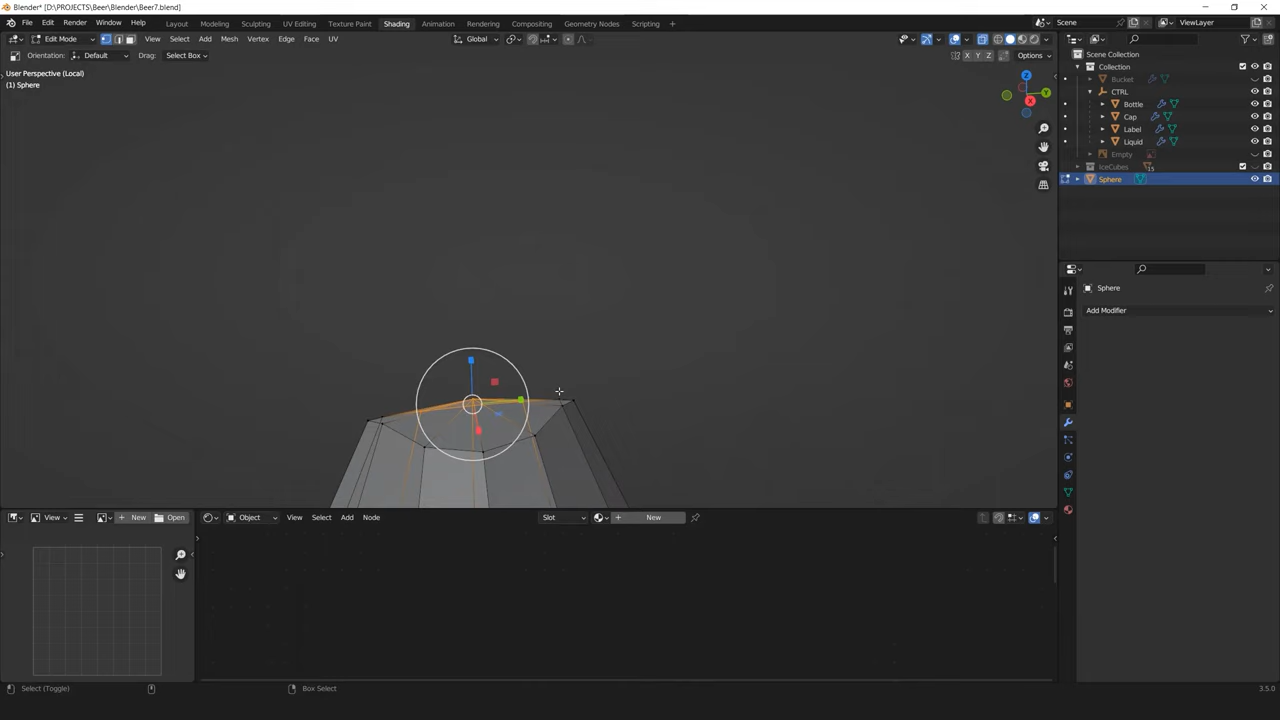 Blender* [D:\PROJECTS\Beer\Blender\Beer7.blend]
File Edit Render Window Help Layout Modeling Sculpting UV Editing Texture Paint Shading Animation Rendering Compositing Geometry Nodes Scripting + Scene ViewLayer
Edit Mode View Select Add Mesh Vertex Edge Face UV Global
Orientation: Default Drag: Select Box X Y Z Options
User Perspective (Local)
(1) Sphere
Z
Y
X
Scene Collection
Collection
Bucket
CTRL
Bottle
Cap
Label
Liquid
Empty
IceCubes 15
Sphere
Sphere
Add Modifier
View + New Open Object View Select Add Node Slot + New
Select (Toggle) Box Select 3.5.0